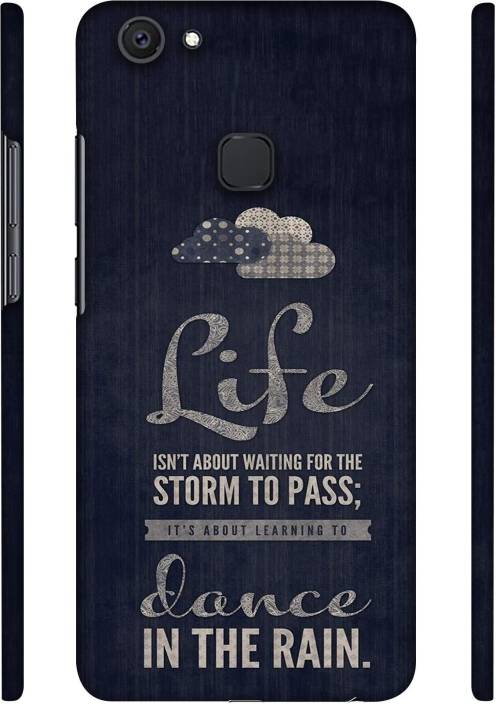 Life
ISN'T ABOUT WAITING FOR THE
STORM TO PASS;
IT'S ABOUT LEARNING TO
dance
IN THE RAIN.